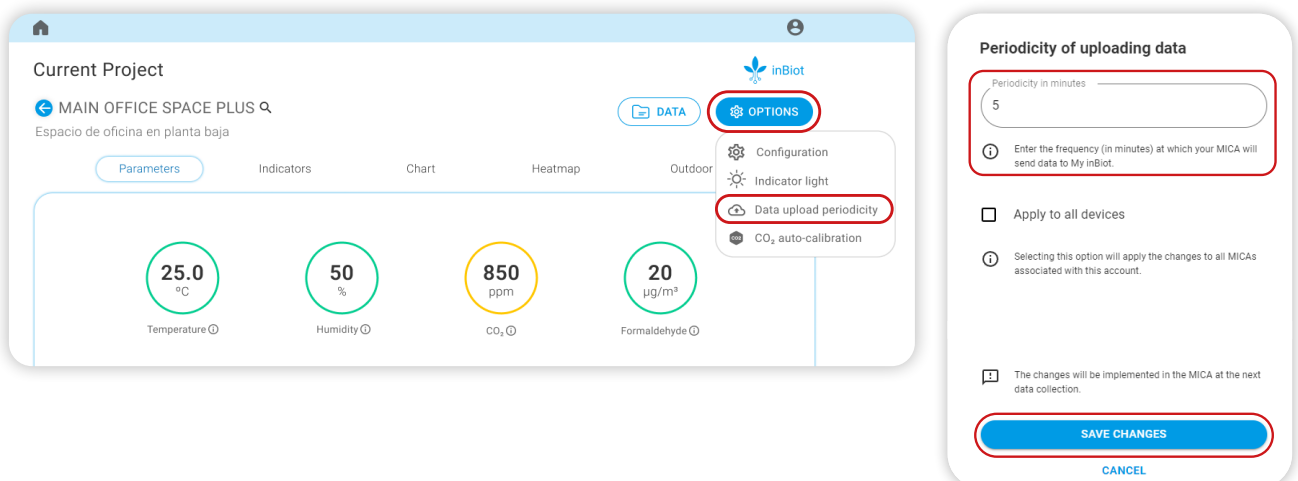 Current Project
inBiot
MAIN OFFICE SPACE PLUS
DATA
OPTIONS
Espacio de oficina en planta baja
Configuration
Indicator light
Data upload periodicity
CO₂ auto-calibration
Parameters
Indicators
Chart
Heatmap
Outdoor
25.0
ºC
Temperature
50
%
Humidity
850
ppm
CO₂
20
µg/m³
Formaldehyde
Periodicity of uploading data
Periodicity in minutes
5
Enter the frequency (in minutes) at which your MICA will
send data to My inBiot.
Apply to all devices
Selecting this option will apply the changes to all MICAs
associated with this account.
The changes will be implemented in the MICA at the next
data collection.
SAVE CHANGES
CANCEL